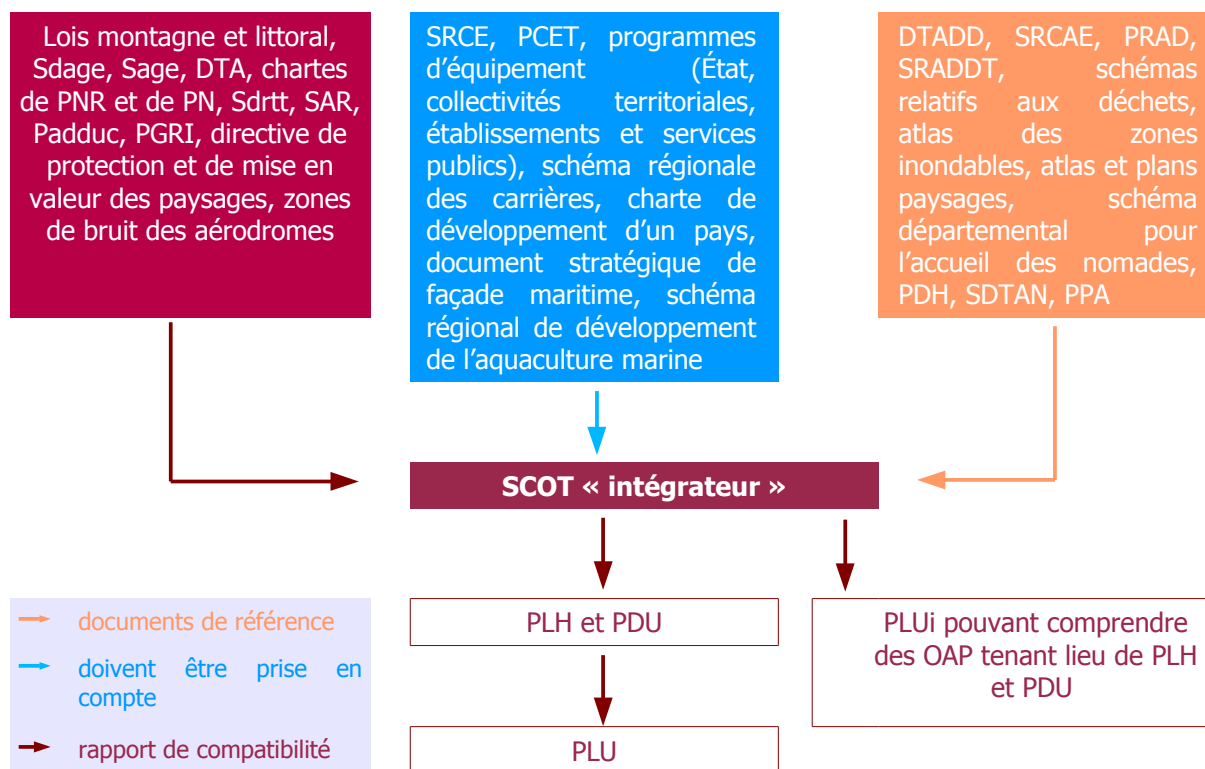 Lois montagne et littoral,
Sdage, Sage, DTA, chartes
de PNR et de PN, Sdrtt, SAR,
Padduc, PGRI, directive de
protection et de mise en
valeur des paysages, zones
de bruit des aérodromes
SRCE, PCET, programmes
d’équipement (État,
collectivités territoriales,
établissements et services
publics), schéma régionale
des carrières, charte de
développement d’un pays,
document stratégique de
façade maritime, schéma
régional de développement
de l’aquaculture marine
DTADD, SRCAE, PRAD,
SRADDT, schémas
relatifs aux déchets,
atlas des zones
inondables, atlas et plans
paysages, schéma
départemental pour
l’accueil des nomades,
PDH, SDTAN, PPA
SCOT « intégrateur »
documents de référence
doivent être prise en
compte
rapport de compatibilité
PLH et PDU
PLU
PLUi pouvant comprendre
des OAP tenant lieu de PLH
et PDU